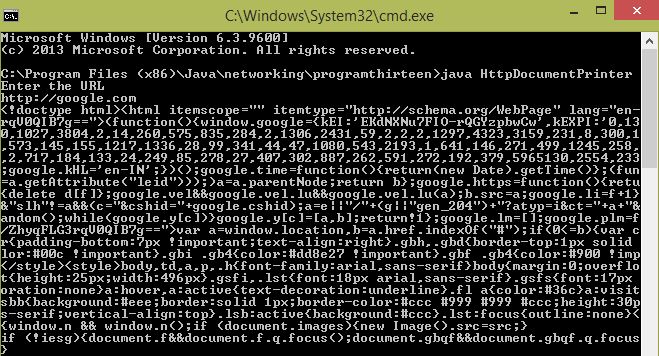 C:\Windows\System32\cmd.exe
Microsoft Windows [Version 6.3.9600]
(c) 2013 Microsoft Corporation. All rights reserved.
C:\Program Files (x86)\Java\networking\programthirteen>java HttpDocumentPrinter
Enter the URL
http://google.com
<!doctype html><html itemscope="" itemtype="http://schema.org/WebPage" lang="en-
rqV0QIB7g=="><(function(){window.google={kEI:'EKdNXNu7FIO-rQGYzpbwCw',kEXPI:'0,13
0,1027,3804,2,14,260,575,835,284,2,1306,2431,59,2,2,2,1297,4323,3159,231,8,300,1
573,145,155,1217,1336,28,99,341,44,47,1080,543,2193,1,641,146,271,499,1245,258,
,2,717,184,133,24,249,85,278,27,407,302,887,262,591,272,192,379,5965130,2554,233
;google.kHL='en-IN';})();google.time=function(){return(new Date).getTime()};(fun
=a.getAttribute("leid")));)a=a.parentNode;return b};google.https=function(){retu
{delete d[f]};google.vel&&google.vel.lu&&google.vel.lu(a);h.src=a;google.li=f+1}
&"slh"!=a&&(c="&cshid="+google.cshid);a=e||"/"+(g||"gen_204")+"?atyp=i&ct="+a+"&
andom();while(google.y[c])}google.y[c]=[a,b];return!1};google.lm=[];google.plm=f
/ZhyqFLG3rqV0QIB7g==">var a=window.location,b=a.href.indexOf("#");if(0<=b){var c
r{padding-bottom:7px !important;text-align:right}.gbh,.gbd{border-top:1px solid
lor:#00c !important}.gbi .gb4{color:#dd8e27 !important}.gbf .gb4{color:#900 !imp
</style><style>body,td,a,p,.h{font-family:arial,sans-serif}body{margin:0;overflo
{height:25px;width:496px}.gsfi,.lst{font:18px arial,sans-serif}.gsfs{font:17px
oration:none}a:hover,a:active{text-decoration:underline}.fl a{color:#36c}a:visit
sbb{background:#eee;border:solid 1px;border-color:#ccc #999 #999 #ccc;height:30p
s-serif;vertical-align:top}.lsb:active{background:#ccc}.lst:focus{outline:none}<
{window.n && window.n();if (document.images){new Image().src=src;}
if (!iesg){document.f&&document.f.q.focus();document.gbqf&&document.gbqf.q.focus
}